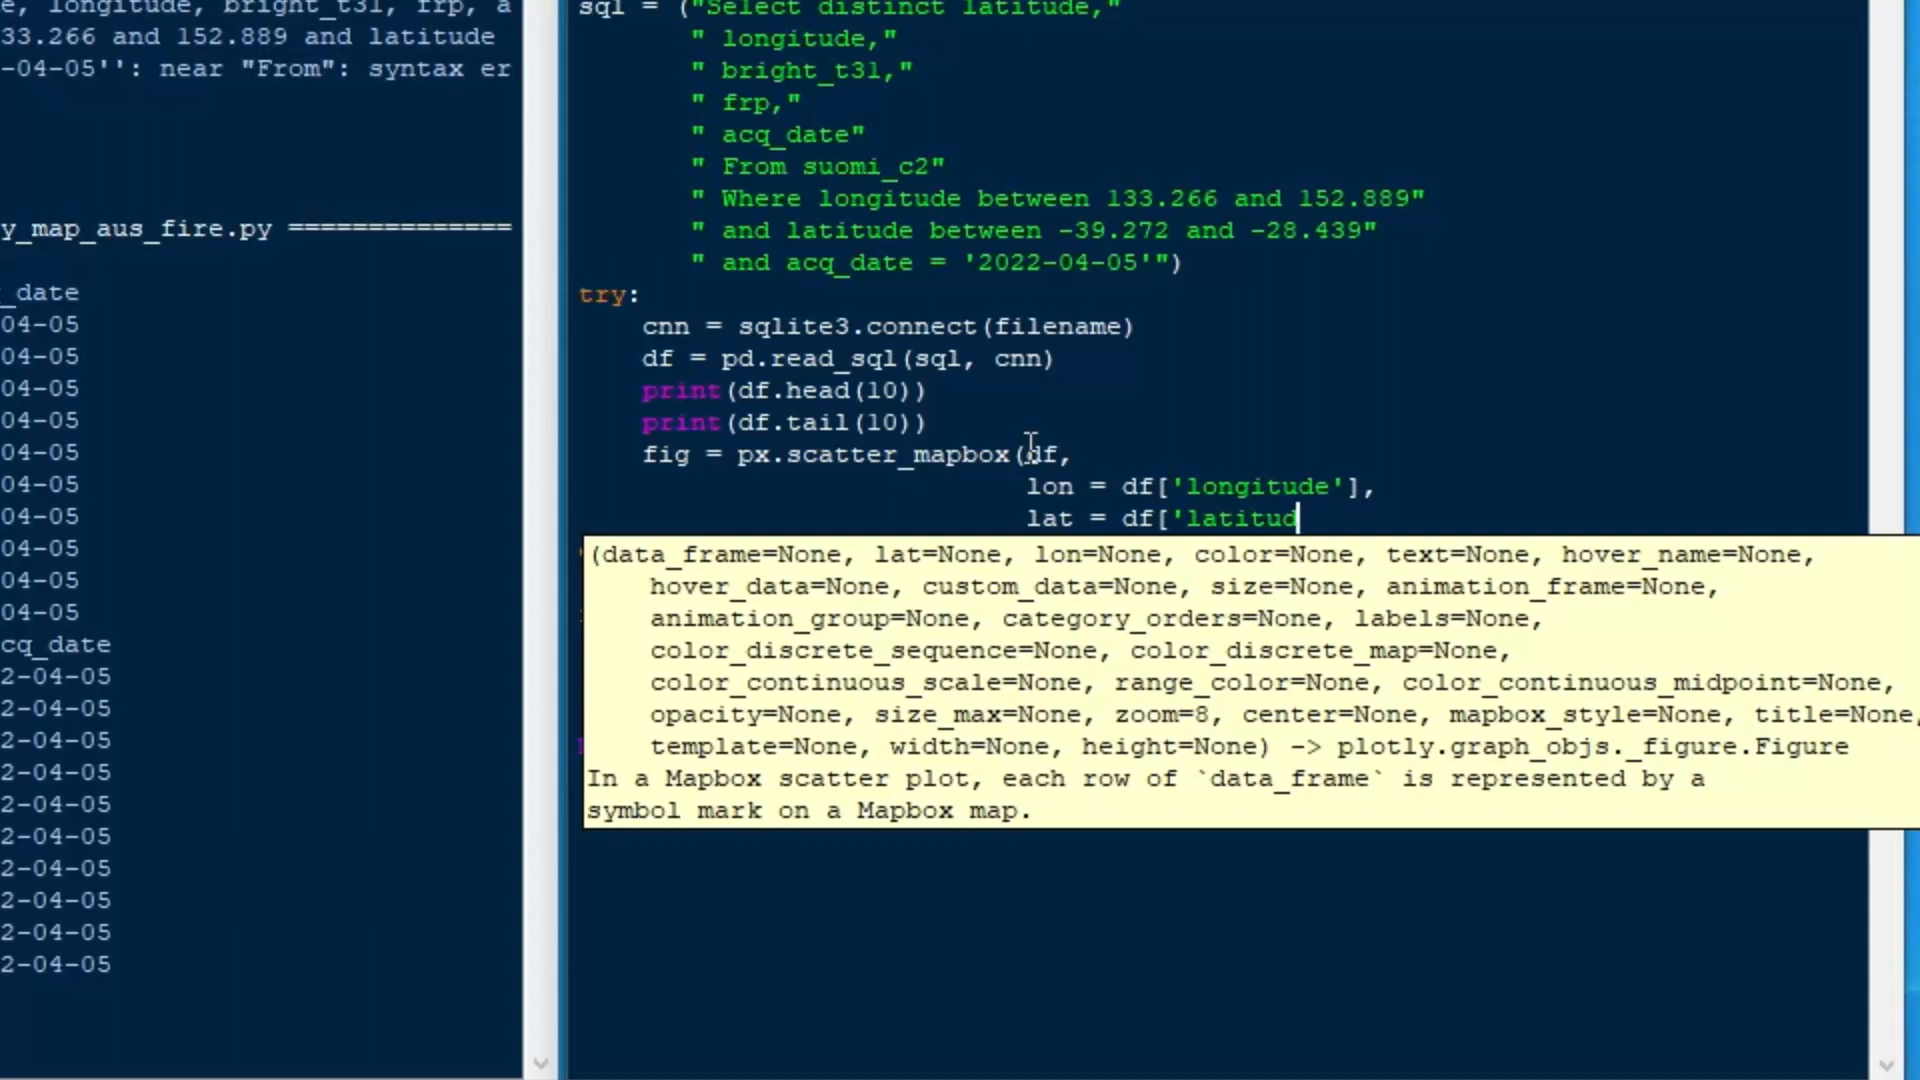 e, longitude, bright_t31, frp, a
33.266 and 152.889 and latitude
-04-05'': near "From": syntax er
y_map_aus_fire.py ==============
_date
04-05
04-05
04-05
04-05
04-05
04-05
04-05
04-05
04-05
04-05
cq_date
2-04-05
2-04-05
2-04-05
2-04-05
2-04-05
2-04-05
2-04-05
2-04-05
2-04-05
2-04-05
sql = ("Select distinct latitude,"
" longitude,"
" bright_t31,"
" frp,"
" acq_date"
" From suomi_c2"
" Where longitude between 133.266 and 152.889"
" and latitude between -39.272 and -28.439"
" and acq_date = '2022-04-05'")
try:
cnn = sqlite3.connect(filename)
df = pd.read_sql(sql, cnn)
print(df.head(10))
print(df.tail(10))
fig = px.scatter_mapbox(df,
lon = df['longitude'],
lat = df['latitud
(data_frame=None, lat=None, lon=None, color=None, text=None, hover_name=None,
hover_data=None, custom_data=None, size=None, animation_frame=None,
animation_group=None, category_orders=None, labels=None,
color_discrete_sequence=None, color_discrete_map=None,
color_continuous_scale=None, range_color=None, color_continuous_midpoint=None,
opacity=None, size_max=None, zoom=8, center=None, mapbox_style=None, title=None,
template=None, width=None, height=None) -> plotly.graph_objs._figure.Figure
In a Mapbox scatter plot, each row of `data_frame` is represented by a
symbol mark on a Mapbox map.